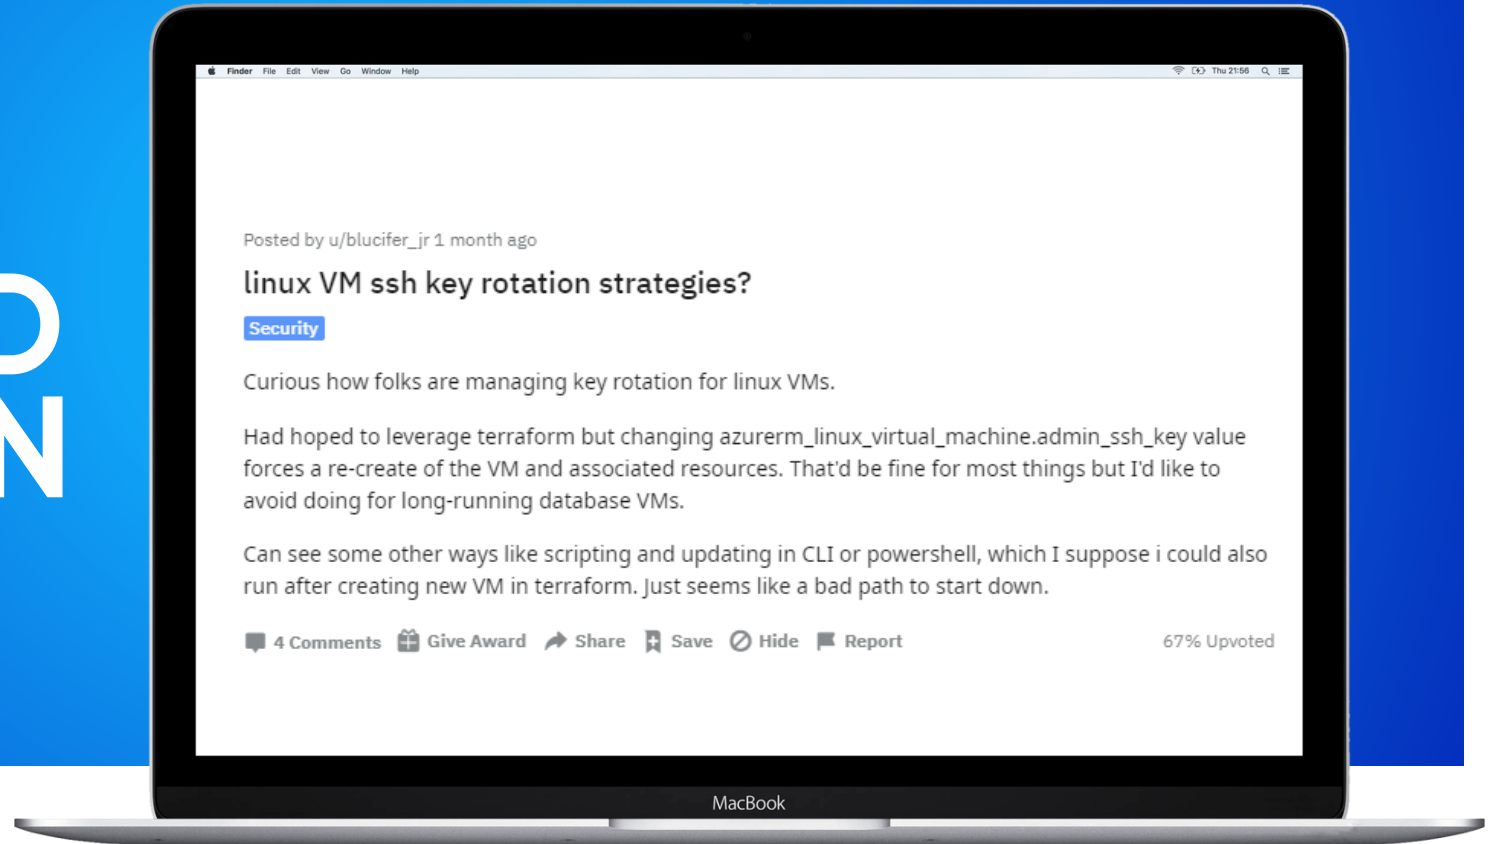 Finder File Edit View Go Window Help Thu 21:56
Posted by u/blucifer_jr 1 month ago
linux VM ssh key rotation strategies?
Security
Curious how folks are managing key rotation for linux VMs.
Had hoped to leverage terraform but changing azurerm_linux_virtual_machine.admin_ssh_key value
forces a re-create of the VM and associated resources. That'd be fine for most things but I'd like to
avoid doing for long-running database VMs.
Can see some other ways like scripting and updating in CLI or powershell, which I suppose i could also
run after creating new VM in terraform. Just seems like a bad path to start down.
4 Comments Give Award Share Save Hide Report 67% Upvoted
D
N
MacBook